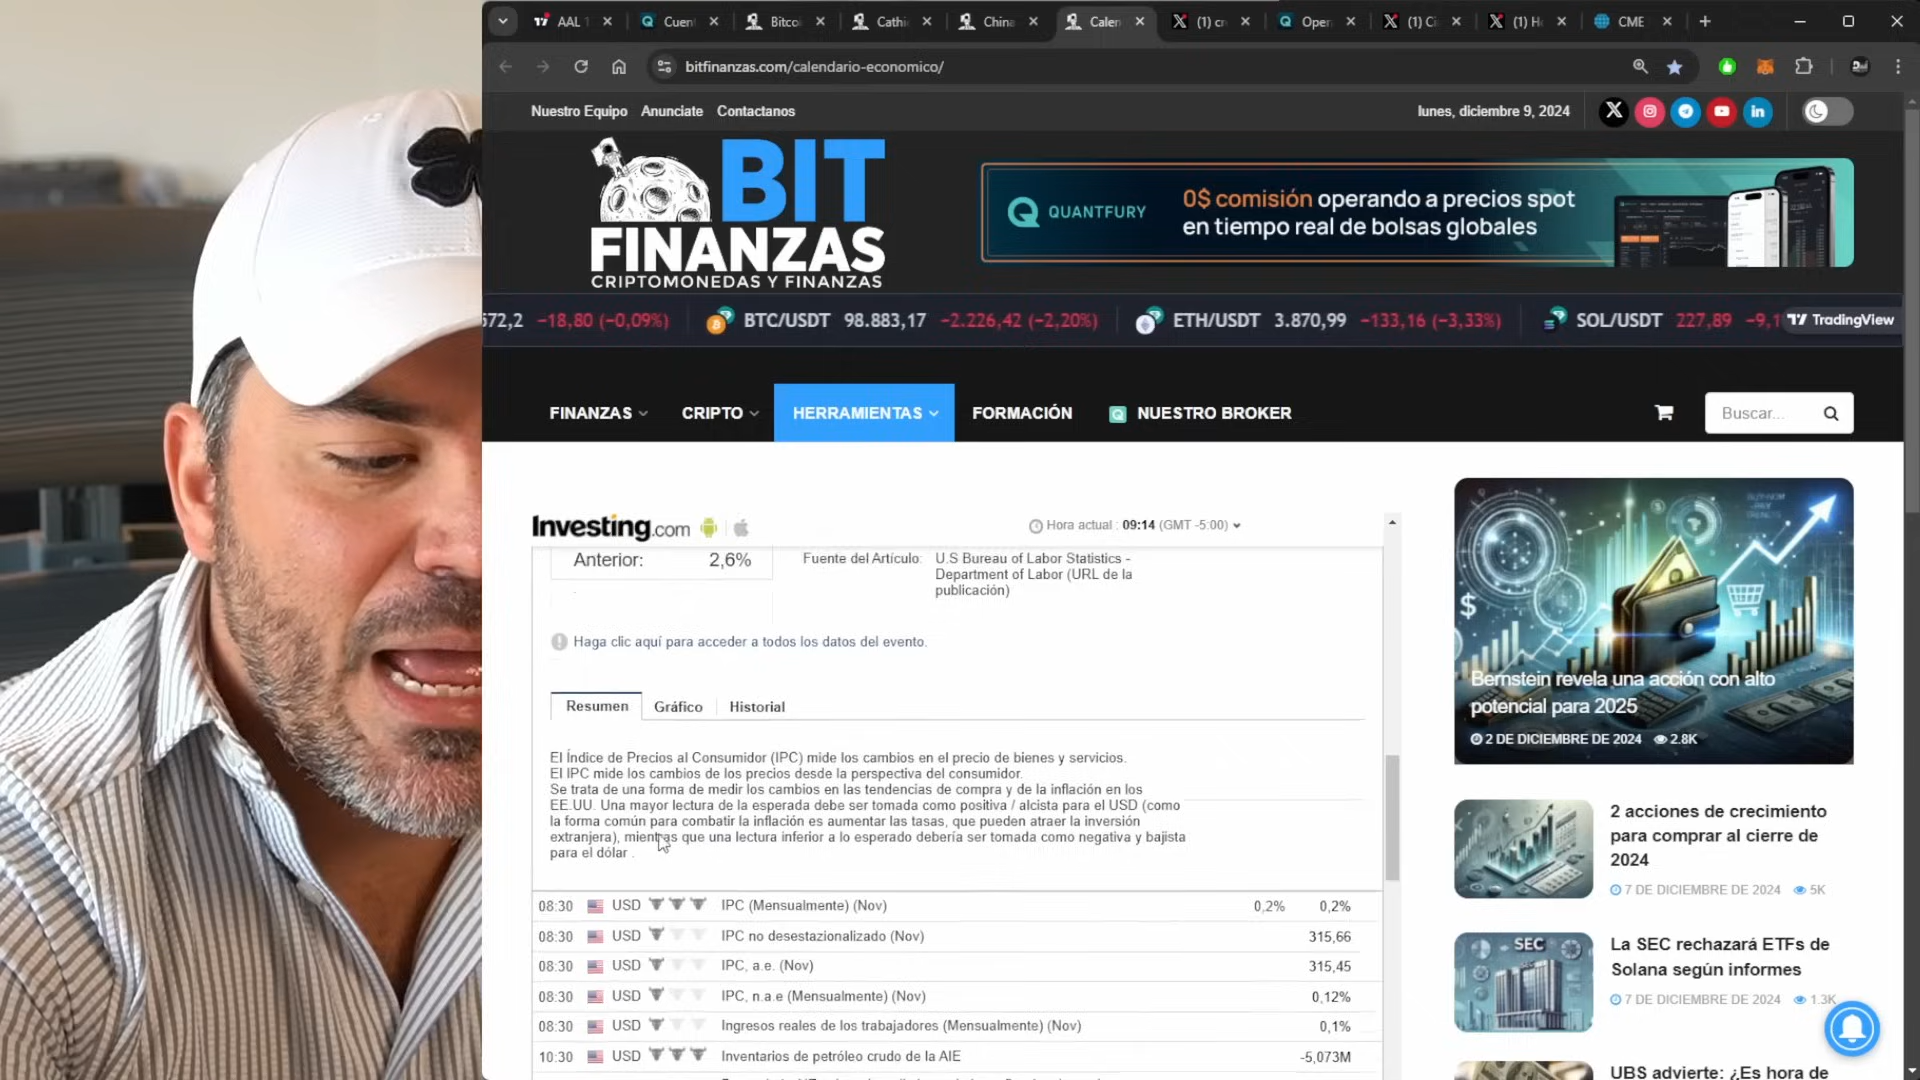 AAL
Cuen
Bitco
Cathi
China
Calen
(1) cr
Open
(1) Ci
(1) H
CME
bitfinanzas.com/calendario-economico/
Nuestro Equipo Anunciate Contactanos
lunes, diciembre 9, 2024
BIT
FINANZAS
CRIPTOMONEDAS Y FINANZAS
QUANTFURY
0$ comisión operando a precios spot
en tiempo real de bolsas globales
572,2 −18,80 (−0,09%) BTC/USDT 98.883,17 −2.226,42 (−2,20%) ETH/USDT 3.870,99 −133,16 (−3,33%) SOL/USDT 227,89 −9,1 TradingView
FINANZAS CRIPTO HERRAMIENTAS FORMACIÓN NUESTRO BROKER
Buscar...
Investing.com
Hora actual : 09:14 (GMT -5:00)
Anterior: 2,6%
Fuente del Artículo: U.S Bureau of Labor Statistics -
Department of Labor (URL de la
publicación)
Haga clic aquí para acceder a todos los datos del evento.
Resumen Gráfico Historial
El Índice de Precios al Consumidor (IPC) mide los cambios en el precio de bienes y servicios.
El IPC mide los cambios de los precios desde la perspectiva del consumidor.
Se trata de una forma de medir los cambios en las tendencias de compra y de la inflación en los
EE.UU. Una mayor lectura de la esperada debe ser tomada como positiva / alcista para el USD (como
la forma común para combatir la inflación es aumentar las tasas, que pueden atraer la inversión
extranjera), mientras que una lectura inferior a lo esperado debería ser tomada como negativa y bajista
para el dólar .
08:30 USD IPC (Mensualmente) (Nov) 0,2% 0,2%
08:30 USD IPC no desestazionalizado (Nov) 315,66
08:30 USD IPC, a.e. (Nov) 315,45
08:30 USD IPC, n.a.e (Mensualmente) (Nov) 0,12%
08:30 USD Ingresos reales de los trabajadores (Mensualmente) (Nov) 0,1%
10:30 USD Inventarios de petróleo crudo de la AIE -5,073M
Bernstein revela una acción con alto
potencial para 2025
2 DE DICIEMBRE DE 2024 2.8K
2 acciones de crecimiento
para comprar al cierre de
2024
7 DE DICIEMBRE DE 2024 5K
SEC
La SEC rechazará ETFs de
Solana según informes
7 DE DICIEMBRE DE 2024 1.3K
UBS advierte: ¿Es hora de